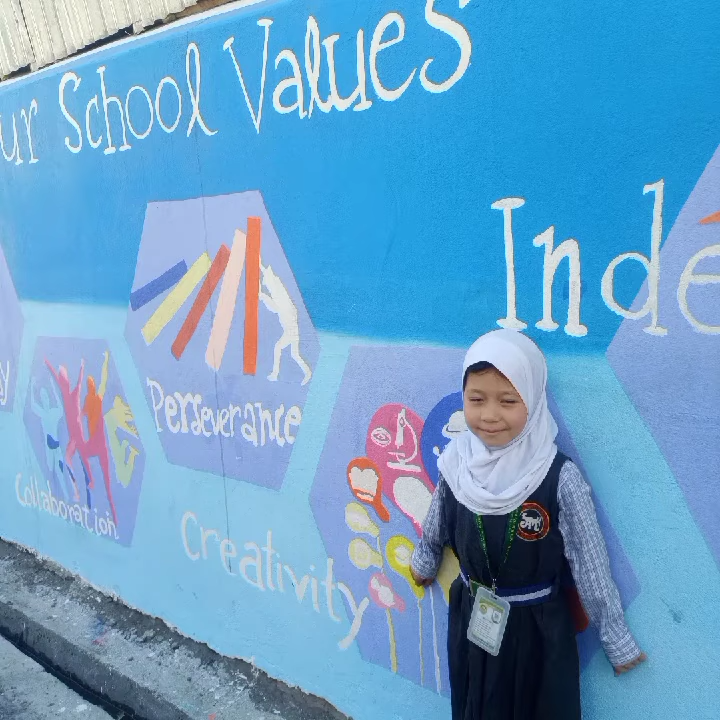 ur School Values
Inde
y
Perseverance
Collaboration
Creativity